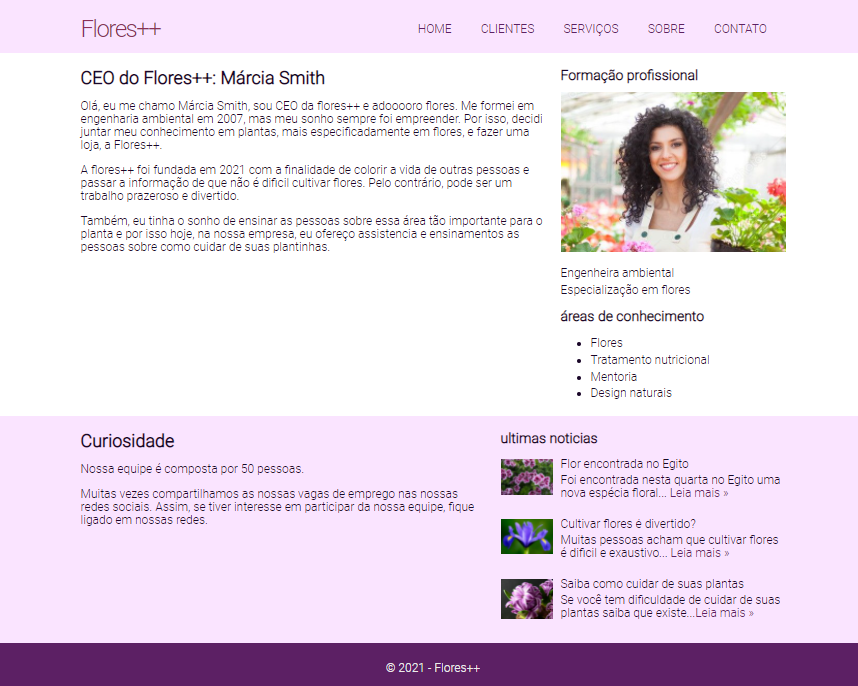 Flores++
HOME CLIENTES SERVIÇOS SOBRE CONTATO
CEO do Flores++: Márcia Smith
Olá, eu me chamo Márcia Smith, sou CEO da flores++ e adooooro flores. Me formei em
engenharia ambiental em 2007, mas meu sonho sempre foi empreender. Por isso, decidi
juntar meu conhecimento em plantas, mais especificadamente em flores, e fazer uma
loja, a Flores++.
A flores++ foi fundada em 2021 com a finalidade de colorir a vida de outras pessoas e
passar a informação de que não é dificil cultivar flores. Pelo contrário, pode ser um
trabalho prazeroso e divertido.
Também, eu tinha o sonho de ensinar as pessoas sobre essa área tão importante para o
planta e por isso hoje, na nossa empresa, eu ofereço assistencia e ensinamentos as
pessoas sobre como cuidar de suas plantinhas.
Formação profissional
Engenheira ambiental
Especialização em flores
áreas de conhecimento
• Flores
• Tratamento nutricional
• Mentoria
• Design naturais
Curiosidade
Nossa equipe é composta por 50 pessoas.
Muitas vezes compartilhamos as nossas vagas de emprego nas nossas
redes sociais. Assim, se tiver interesse em participar da nossa equipe, fique
ligado em nossas redes.
ultimas noticias
Flor encontrada no Egito
Foi encontrada nesta quarta no Egito uma
nova espécia floral... Leia mais »
Cultivar flores é divertido?
Muitas pessoas acham que cultivar flores
é dificil e exaustivo... Leia mais »
Saiba como cuidar de suas plantas
Se você tem dificuldade de cuidar de suas
plantas saiba que existe...Leia mais »
© 2021 - Flores++